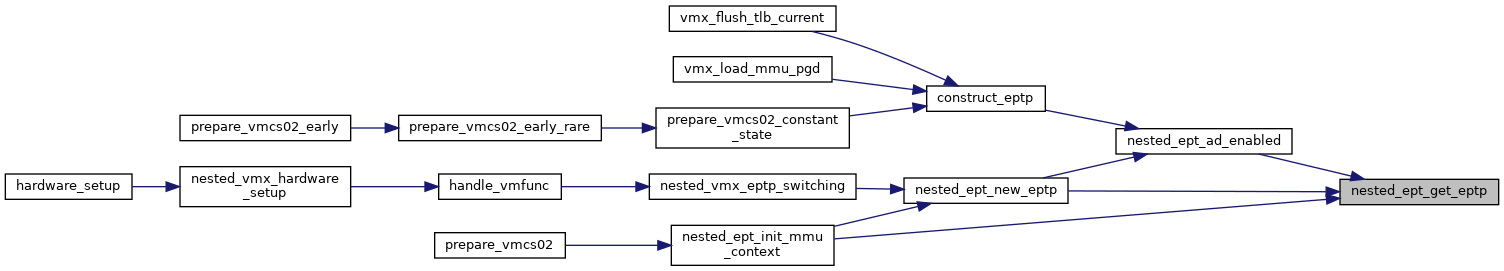 vmx_flush_tlb_current
vmx_load_mmu_pgd
construct_eptp
prepare_vmcs02_early
prepare_vmcs02_early_rare
prepare_vmcs02_constant
_state
nested_ept_ad_enabled
hardware_setup
nested_vmx_hardware
_setup
handle_vmfunc
nested_vmx_eptp_switching
nested_ept_new_eptp
nested_ept_get_eptp
prepare_vmcs02
nested_ept_init_mmu
_context